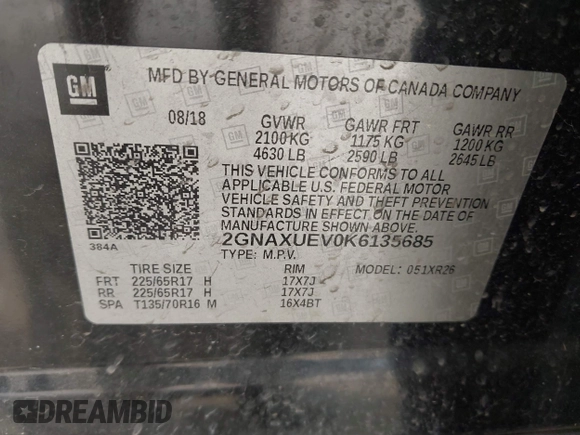 GM
MFD BY GENERAL MOTORS OF CANADA COMPANY
08/18 GVWR GAWR FRT GAWR RR
2100 KG 1175 KG 1200 KG
4630 LB 2590 LB 2645 LB
THIS VEHICLE CONFORMS TO ALL
APPLICABLE U.S. FEDERAL MOTOR
VEHICLE SAFETY AND THEFT
PREVENTION STANDARDS IN EFFECT ON THE DATE OF
MANUFACTURE SHOWN ABOVE.
384A 2GNAXUEV0K6135685
TYPE: M.P.V.
TIRE SIZE RIM MODEL: 051XR26
FRT 225/65R17 H 17X7J
RR 225/65R17 H 17X7J
SPA T135/70R16 M 16X4BT
DREAMBID